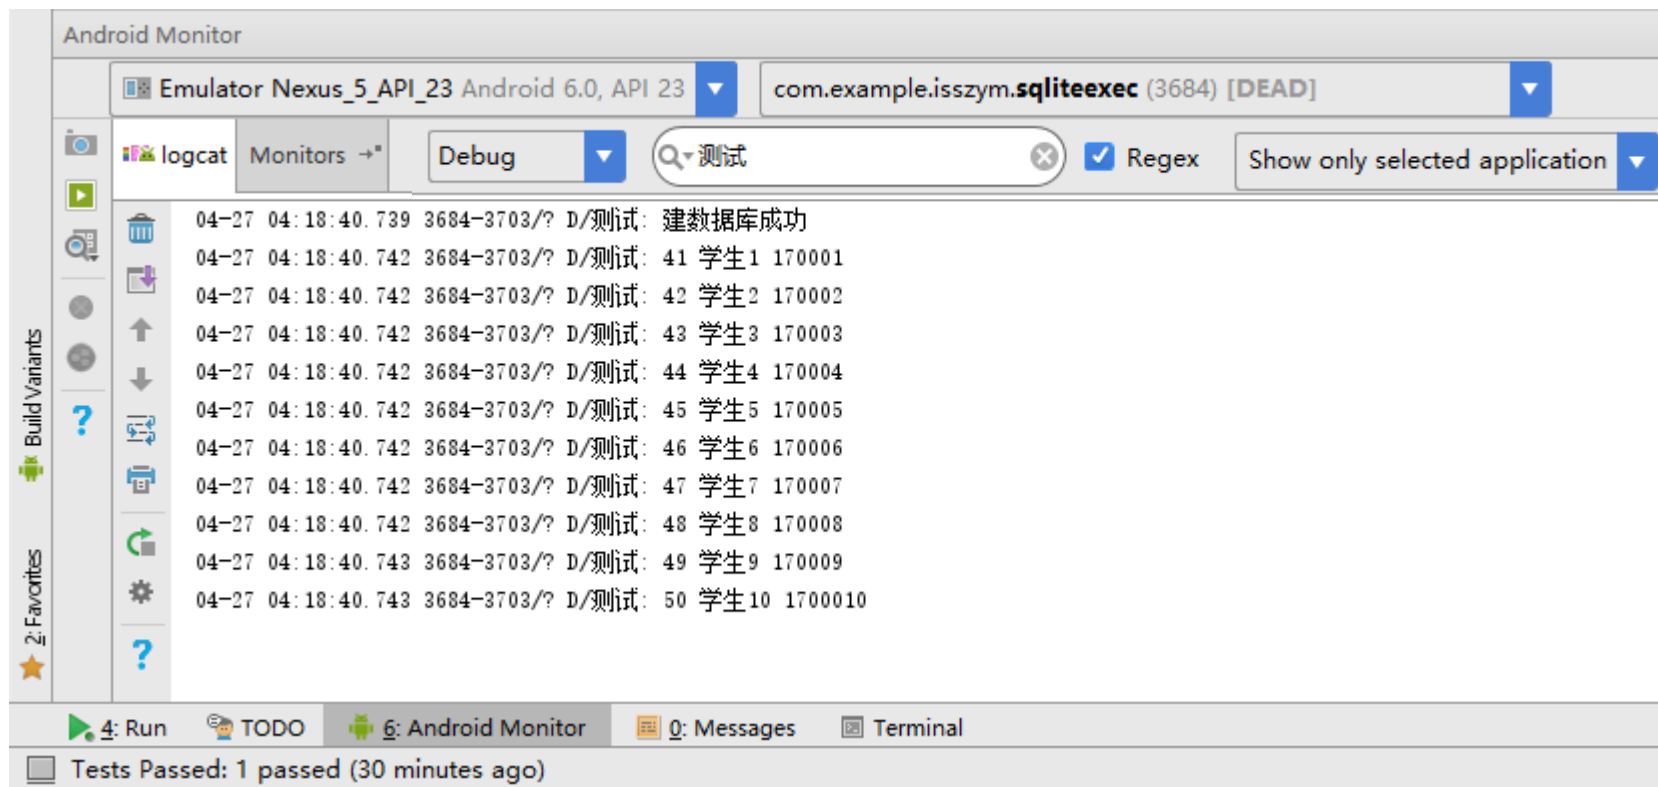 Android Monitor
Emulator Nexus_5_API_23 Android 6.0, API 23 com.example.isszym.sqliteexec (3684) [DEAD]
logcat Monitors Debug 测试 Regex Show only selected application
04-27 04:18:40.739 3684-3703/? D/测试: 建数据库成功
04-27 04:18:40.742 3684-3703/? D/测试: 41 学生1 170001
04-27 04:18:40.742 3684-3703/? D/测试: 42 学生2 170002
04-27 04:18:40.742 3684-3703/? D/测试: 43 学生3 170003
04-27 04:18:40.742 3684-3703/? D/测试: 44 学生4 170004
04-27 04:18:40.742 3684-3703/? D/测试: 45 学生5 170005
04-27 04:18:40.742 3684-3703/? D/测试: 46 学生6 170006
04-27 04:18:40.742 3684-3703/? D/测试: 47 学生7 170007
04-27 04:18:40.742 3684-3703/? D/测试: 48 学生8 170008
04-27 04:18:40.743 3684-3703/? D/测试: 49 学生9 170009
04-27 04:18:40.743 3684-3703/? D/测试: 50 学生10 1700010
Build Variants
2: Favorites
4: Run TODO 6: Android Monitor 0: Messages Terminal
Tests Passed: 1 passed (30 minutes ago)